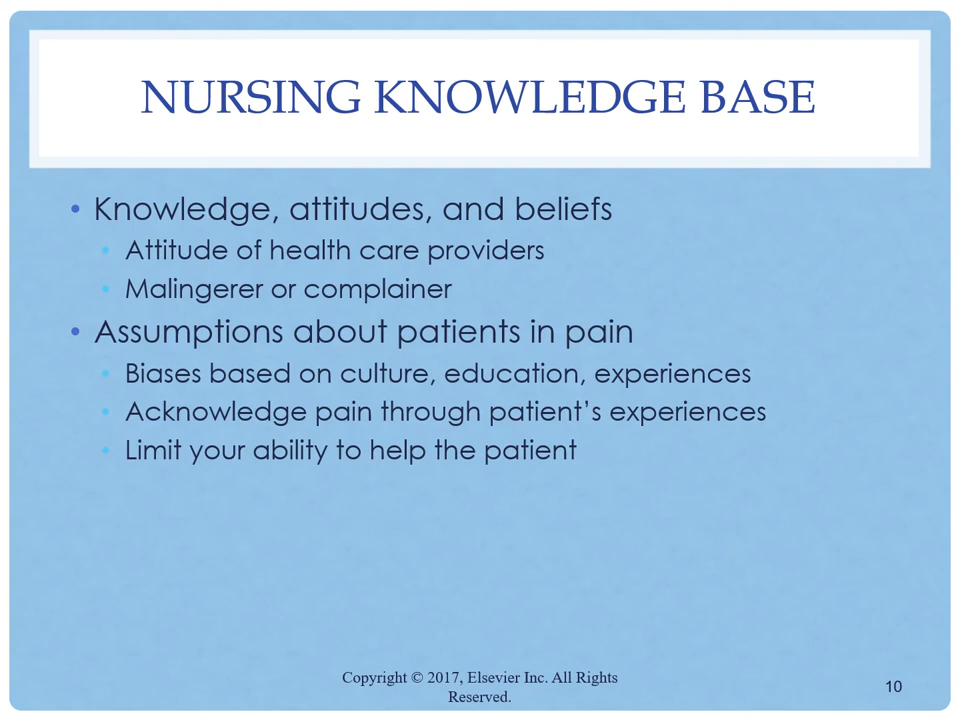 NURSING KNOWLEDGE BASE
• Knowledge, attitudes, and beliefs
• Attitude of health care providers
• Malingerer or complainer
• Assumptions about patients in pain
• Biases based on culture, education, experiences
• Acknowledge pain through patient’s experiences
• Limit your ability to help the patient
Copyright © 2017, Elsevier Inc. All Rights
Reserved.
10